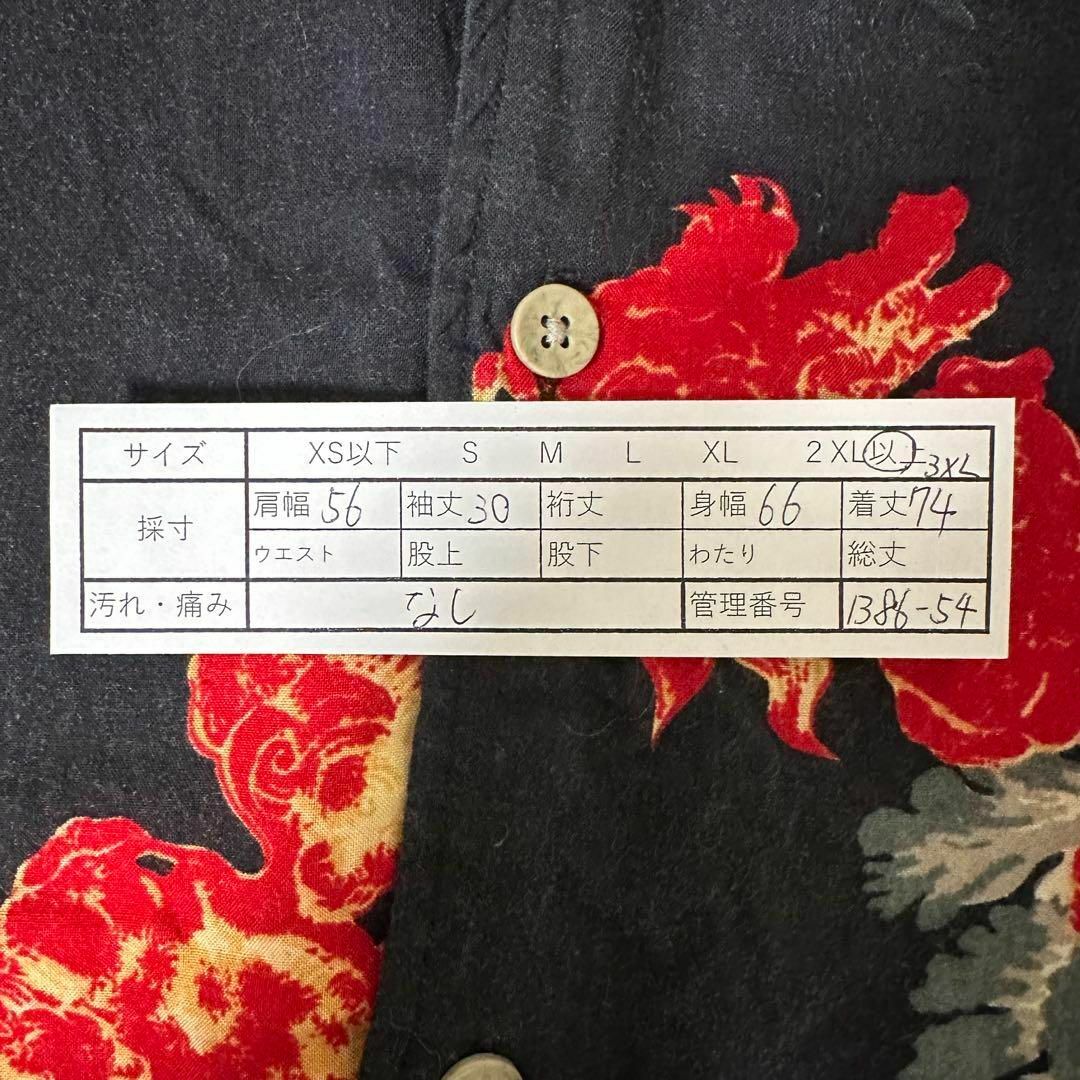 サイズ XS以下 S M L XL 2XL以上 3XL
採寸 肩幅 56 袖丈 30 裄丈 身幅 66 着丈 74
ウエスト 股上 股下 わたり 総丈
汚れ・痛み なし 管理番号 1386-54